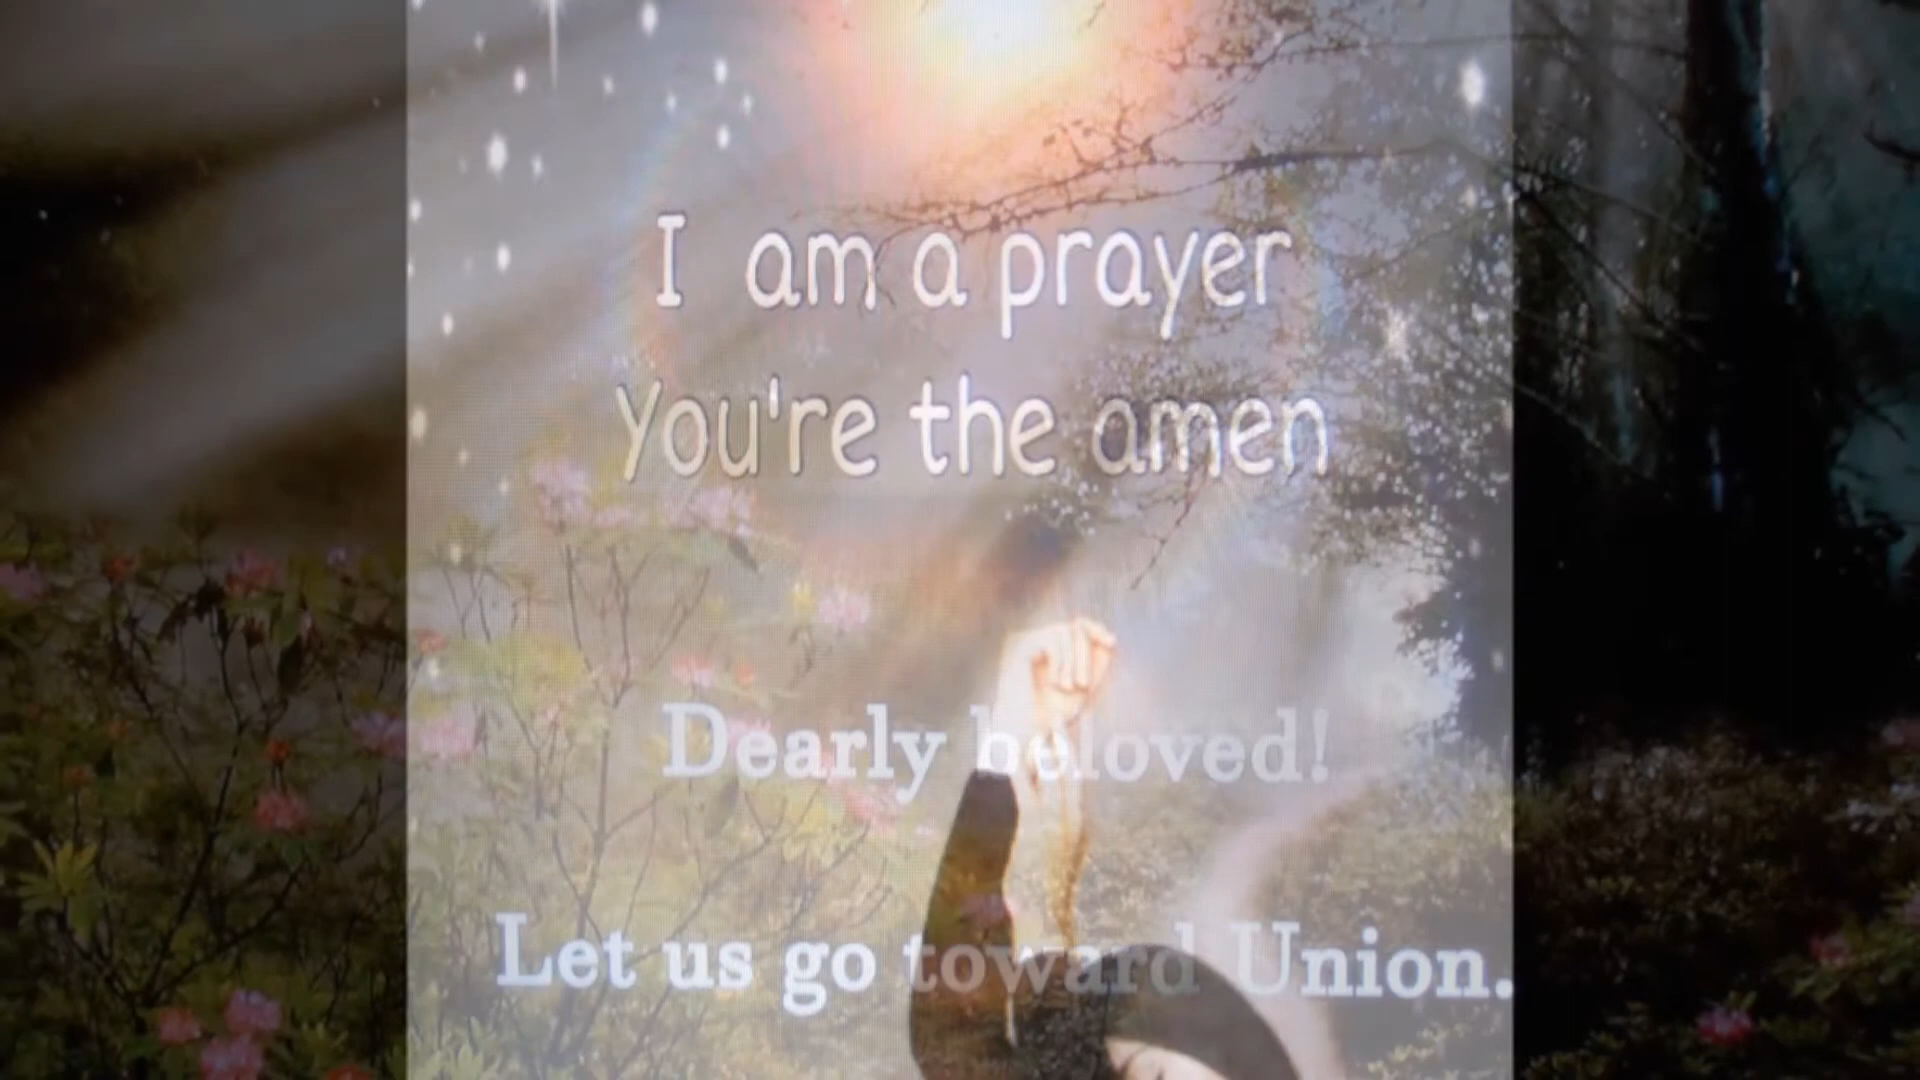 I am a prayer
You're the amen
Dearly beloved!
Let us go toward Union.